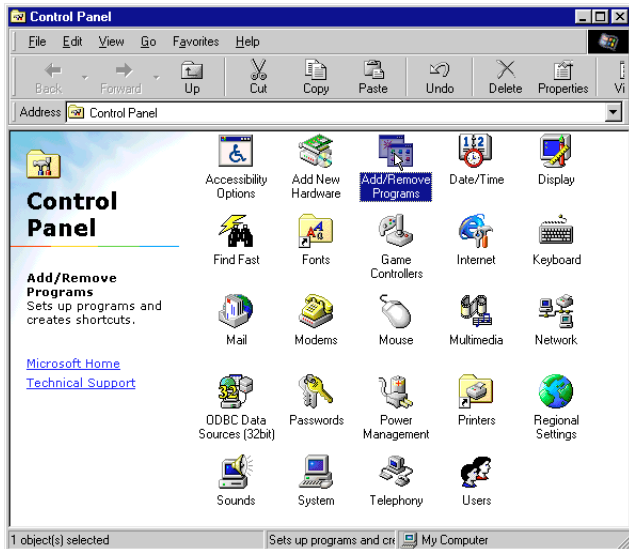 Control Panel
File Edit View Go Favorites Help
Back Forward Up Cut Copy Paste Undo Delete Properties Vi
Address Control Panel
Control
Panel
Add/Remove
Programs
Sets up programs and
creates shortcuts.
Microsoft Home
Technical Support
Accessibility
Options
Add New
Hardware
Add/Remove
Programs
Date/Time
Display
Find Fast
Fonts
Game
Controllers
Internet
Keyboard
Mail
Modems
Mouse
Multimedia
Network
ODBC Data
Sources (32bit)
Passwords
Power
Management
Printers
Regional
Settings
Sounds
System
Telephony
Users
1 object(s) selected Sets up programs and cre My Computer